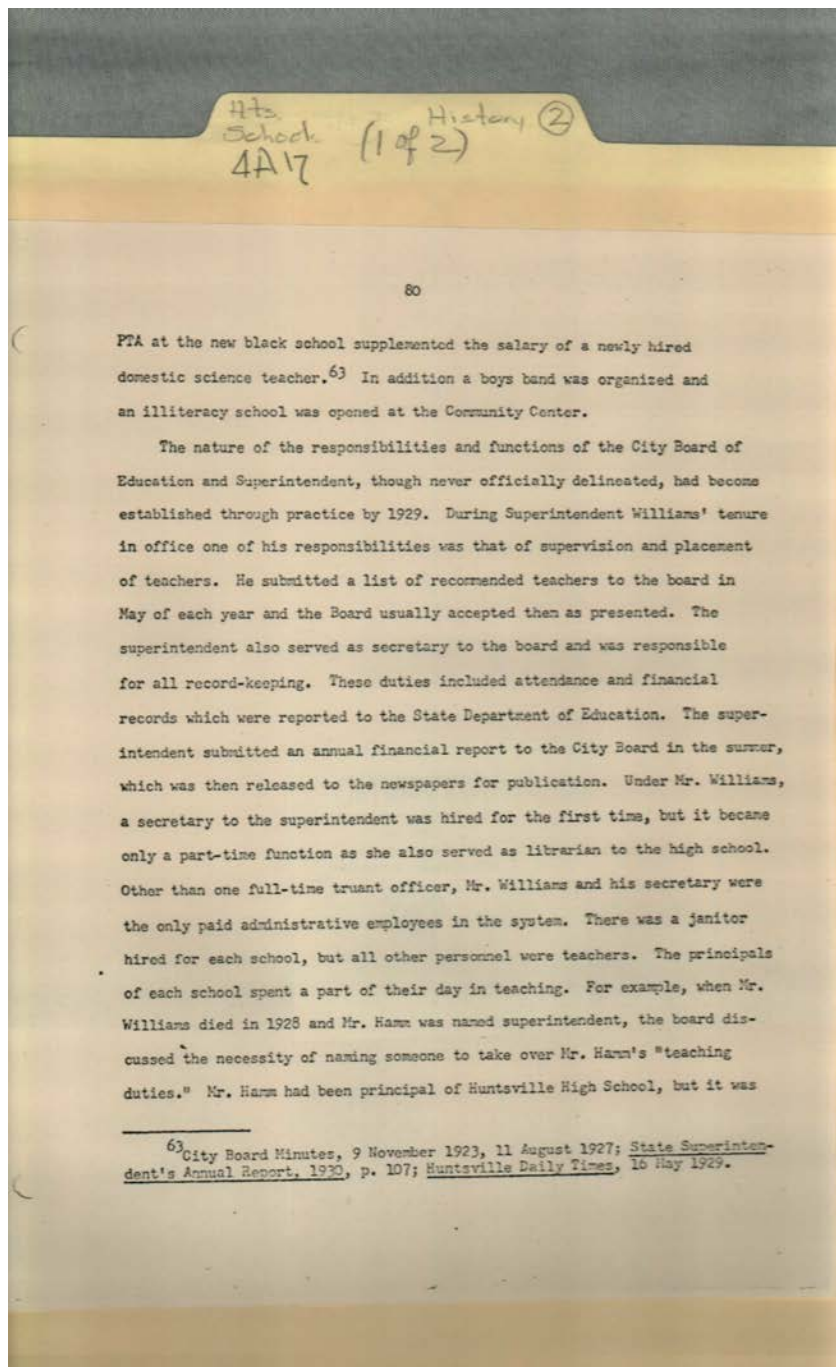 Hts. History ②
School (1 of 2)
4A17
80
PTA at the new black school supplemented the salary of a newly hired
domestic science teacher.63 In addition a boys band was organized and
an illiteracy school was opened at the Community Center.
The nature of the responsibilities and functions of the City Board of
Education and Superintendent, though never officially delineated, had become
established through practice by 1929. During Superintendent Williams' tenure
in office one of his responsibilities was that of supervision and placement
of teachers. He submitted a list of recommended teachers to the board in
May of each year and the Board usually accepted them as presented. The
superintendent also served as secretary to the board and was responsible
for all record-keeping. These duties included attendance and financial
records which were reported to the State Department of Education. The super-
intendent submitted an annual financial report to the City Board in the summer,
which was then released to the newspapers for publication. Under Mr. Williams,
a secretary to the superintendent was hired for the first time, but it became
only a part-time function as she also served as librarian to the high school.
Other than one full-time truant officer, Mr. Williams and his secretary were
the only paid administrative employees in the system. There was a janitor
hired for each school, but all other personnel were teachers. The principals
of each school spent a part of their day in teaching. For example, when Mr.
Williams died in 1928 and Mr. Hamm was named superintendent, the board dis-
cussed the necessity of naming someone to take over Mr. Hamm's "teaching
duties." Mr. Hamm had been principal of Huntsville High School, but it was
63City Board Minutes, 9 November 1923, 11 August 1927; State Superinten-
dent's Annual Report, 1930, p. 107; Huntsville Daily Times, 16 May 1929.